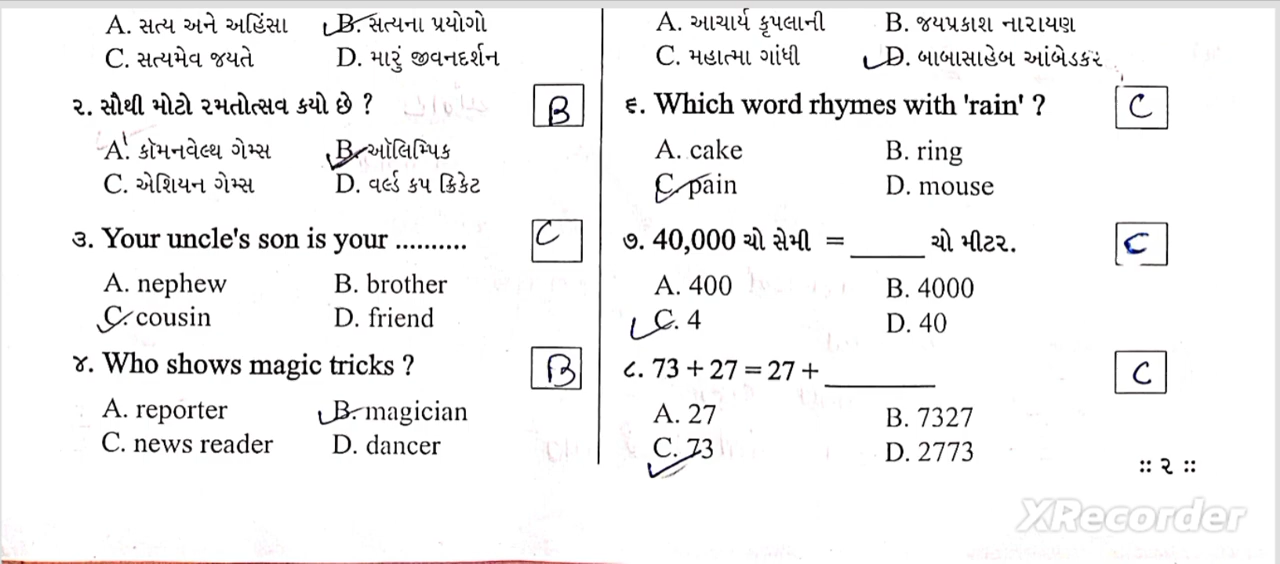 A. સત્ય અને અહિંસા B. સત્યના પ્રયોગો
C. સત્યમેવ જયતે D. મારું જીવનદર્શન
૨. સૌથી મોટો રમતોત્સવ કયો છે ? B
A. કૉમનવેલ્થ ગેમ્સ B. ઑલિમ્પિક
C. એશિયન ગેમ્સ D. વર્લ્ડ કપ ક્રિકેટ
૩. Your uncle's son is your .......... C
A. nephew B. brother
C. cousin D. friend
૪. Who shows magic tricks ? B
A. reporter B. magician
C. news reader D. dancer
A. આચાર્ય કૃપલાની B. જયપ્રકાશ નારાયણ
C. મહાત્મા ગાંધી D. બાબાસાહેબ આંબેડકર
૬. Which word rhymes with 'rain' ? C
A. cake B. ring
C. pain D. mouse
૭. 40,000 ચો સેમી = ______ ચો મીટર. C
A. 400 B. 4000
C. 4 D. 40
૮. 73 + 27 = 27 + ________ C
A. 27 B. 7327
C. 73 D. 2773
:: ૨ ::
XRecorder